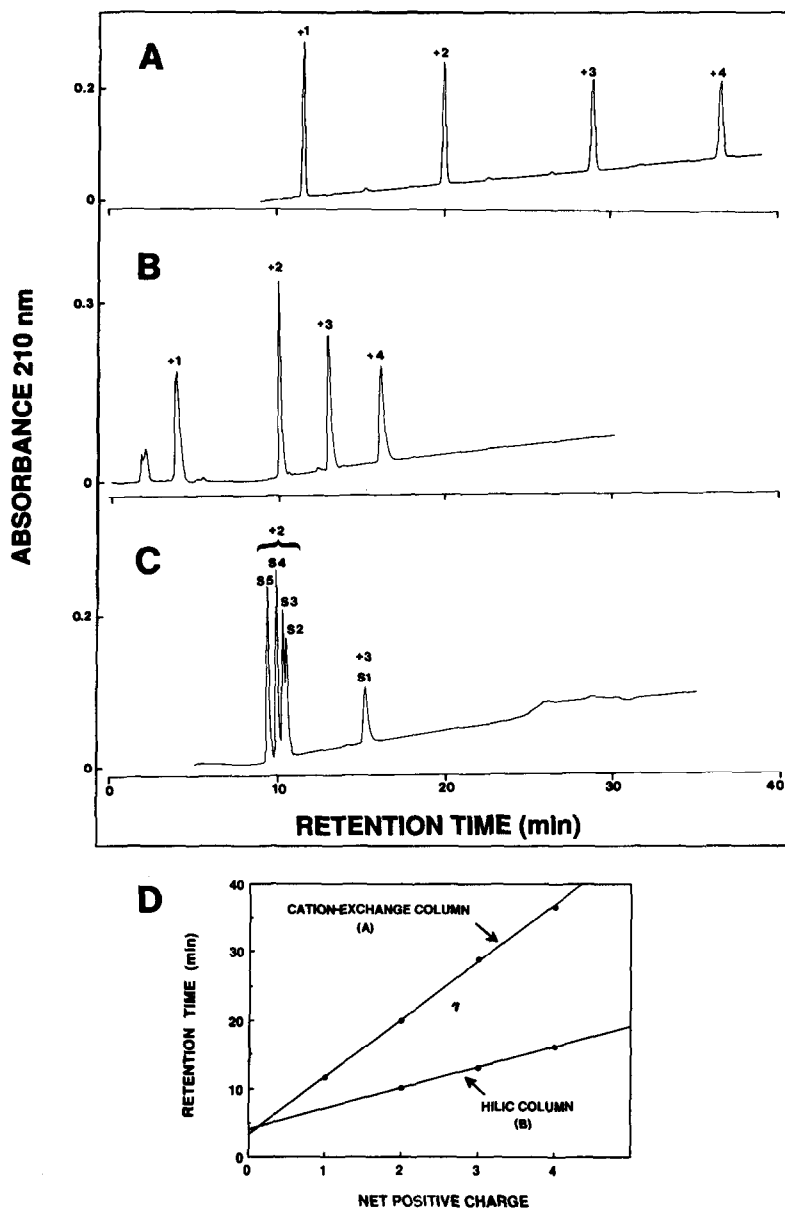 A
+1
+2
+3
+4
0.2
0
B
+1
+2
+3
+4
0.3
0
C
+2
S5
S4
S3
S2
+3
S1
0.2
0
0
10
20
30
40
ABSORBANCE 210 nm
RETENTION TIME (min)
D
40
30
20
10
0
RETENTION TIME (min)
CATION-EXCHANGE COLUMN
(A)
HILIC COLUMN
(B)
0
1
2
3
4
NET POSITIVE CHARGE